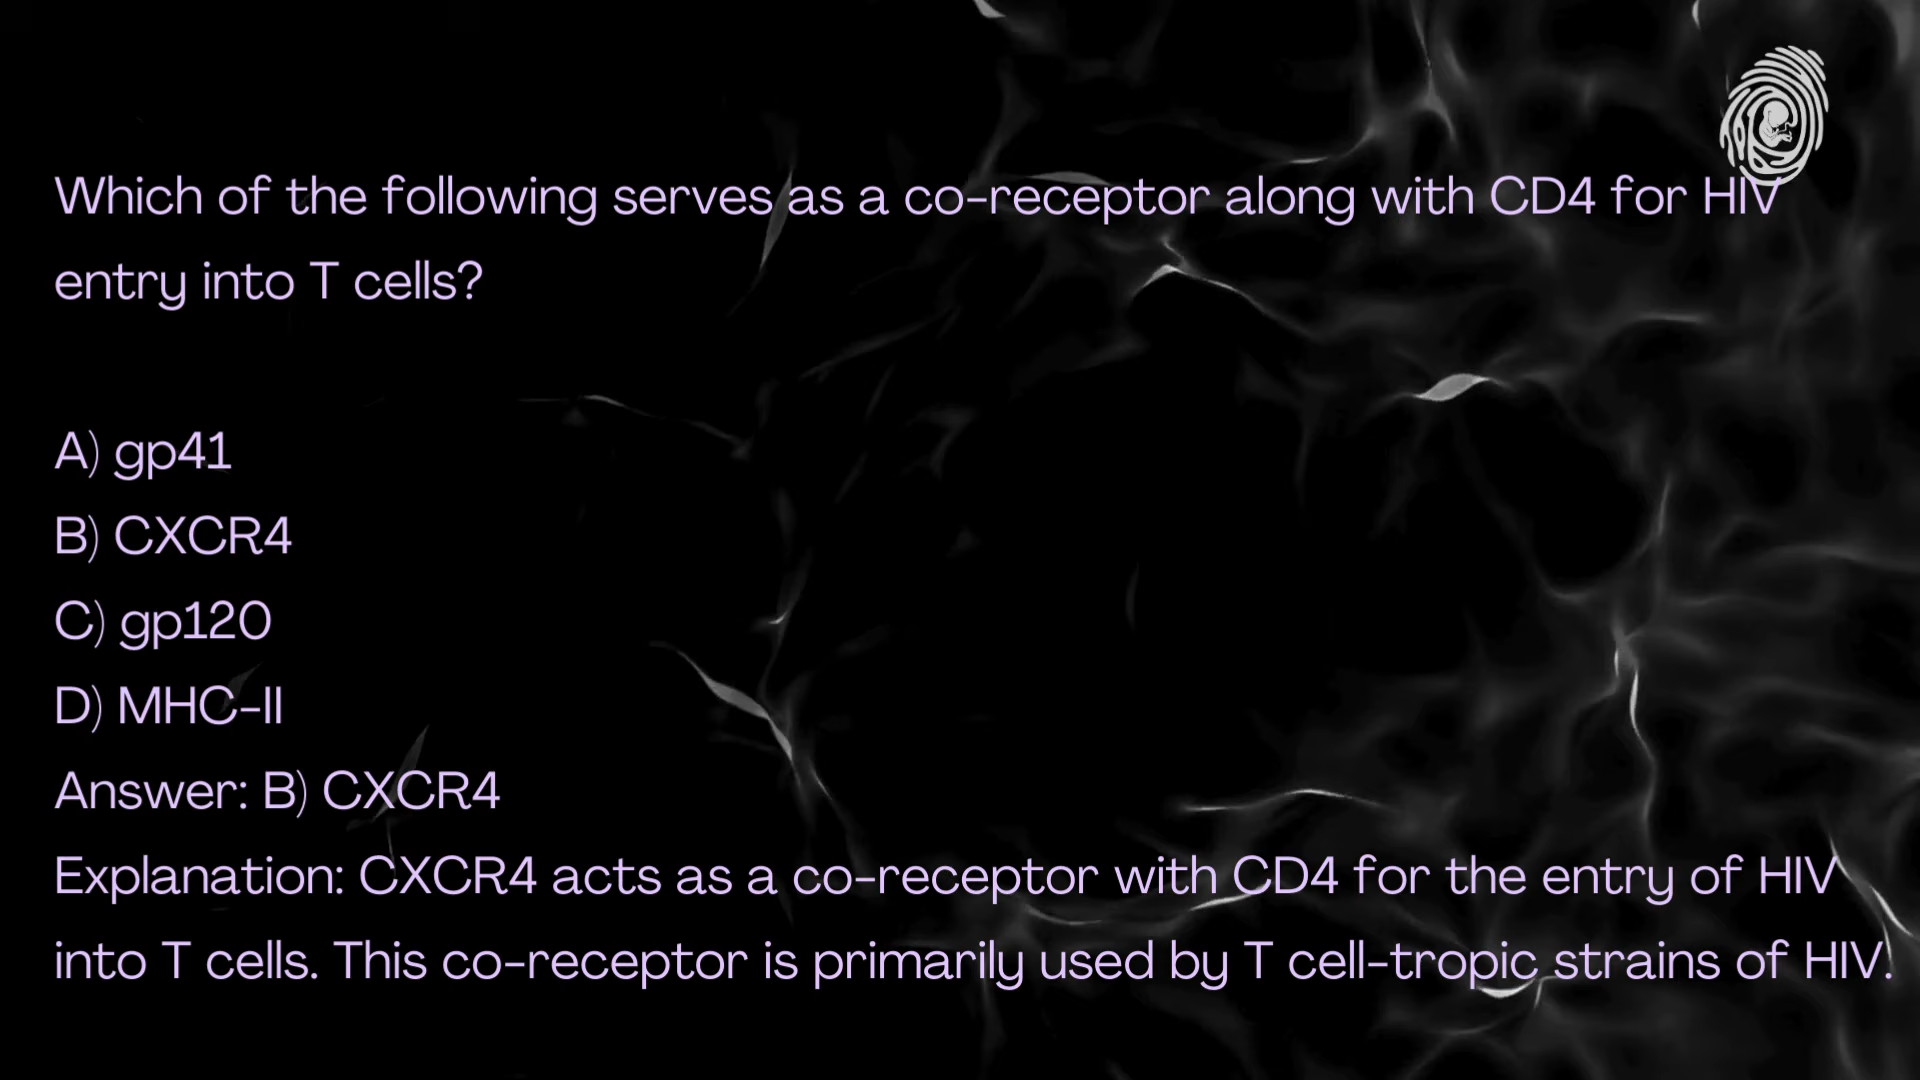 Which of the following serves as a co-receptor along with CD4 for HIV
entry into T cells?
A) gp41
B) CXCR4
C) gp120
D) MHC-II
Answer: B) CXCR4
Explanation: CXCR4 acts as a co-receptor with CD4 for the entry of HIV
into T cells. This co-receptor is primarily used by T cell-tropic strains of HIV.